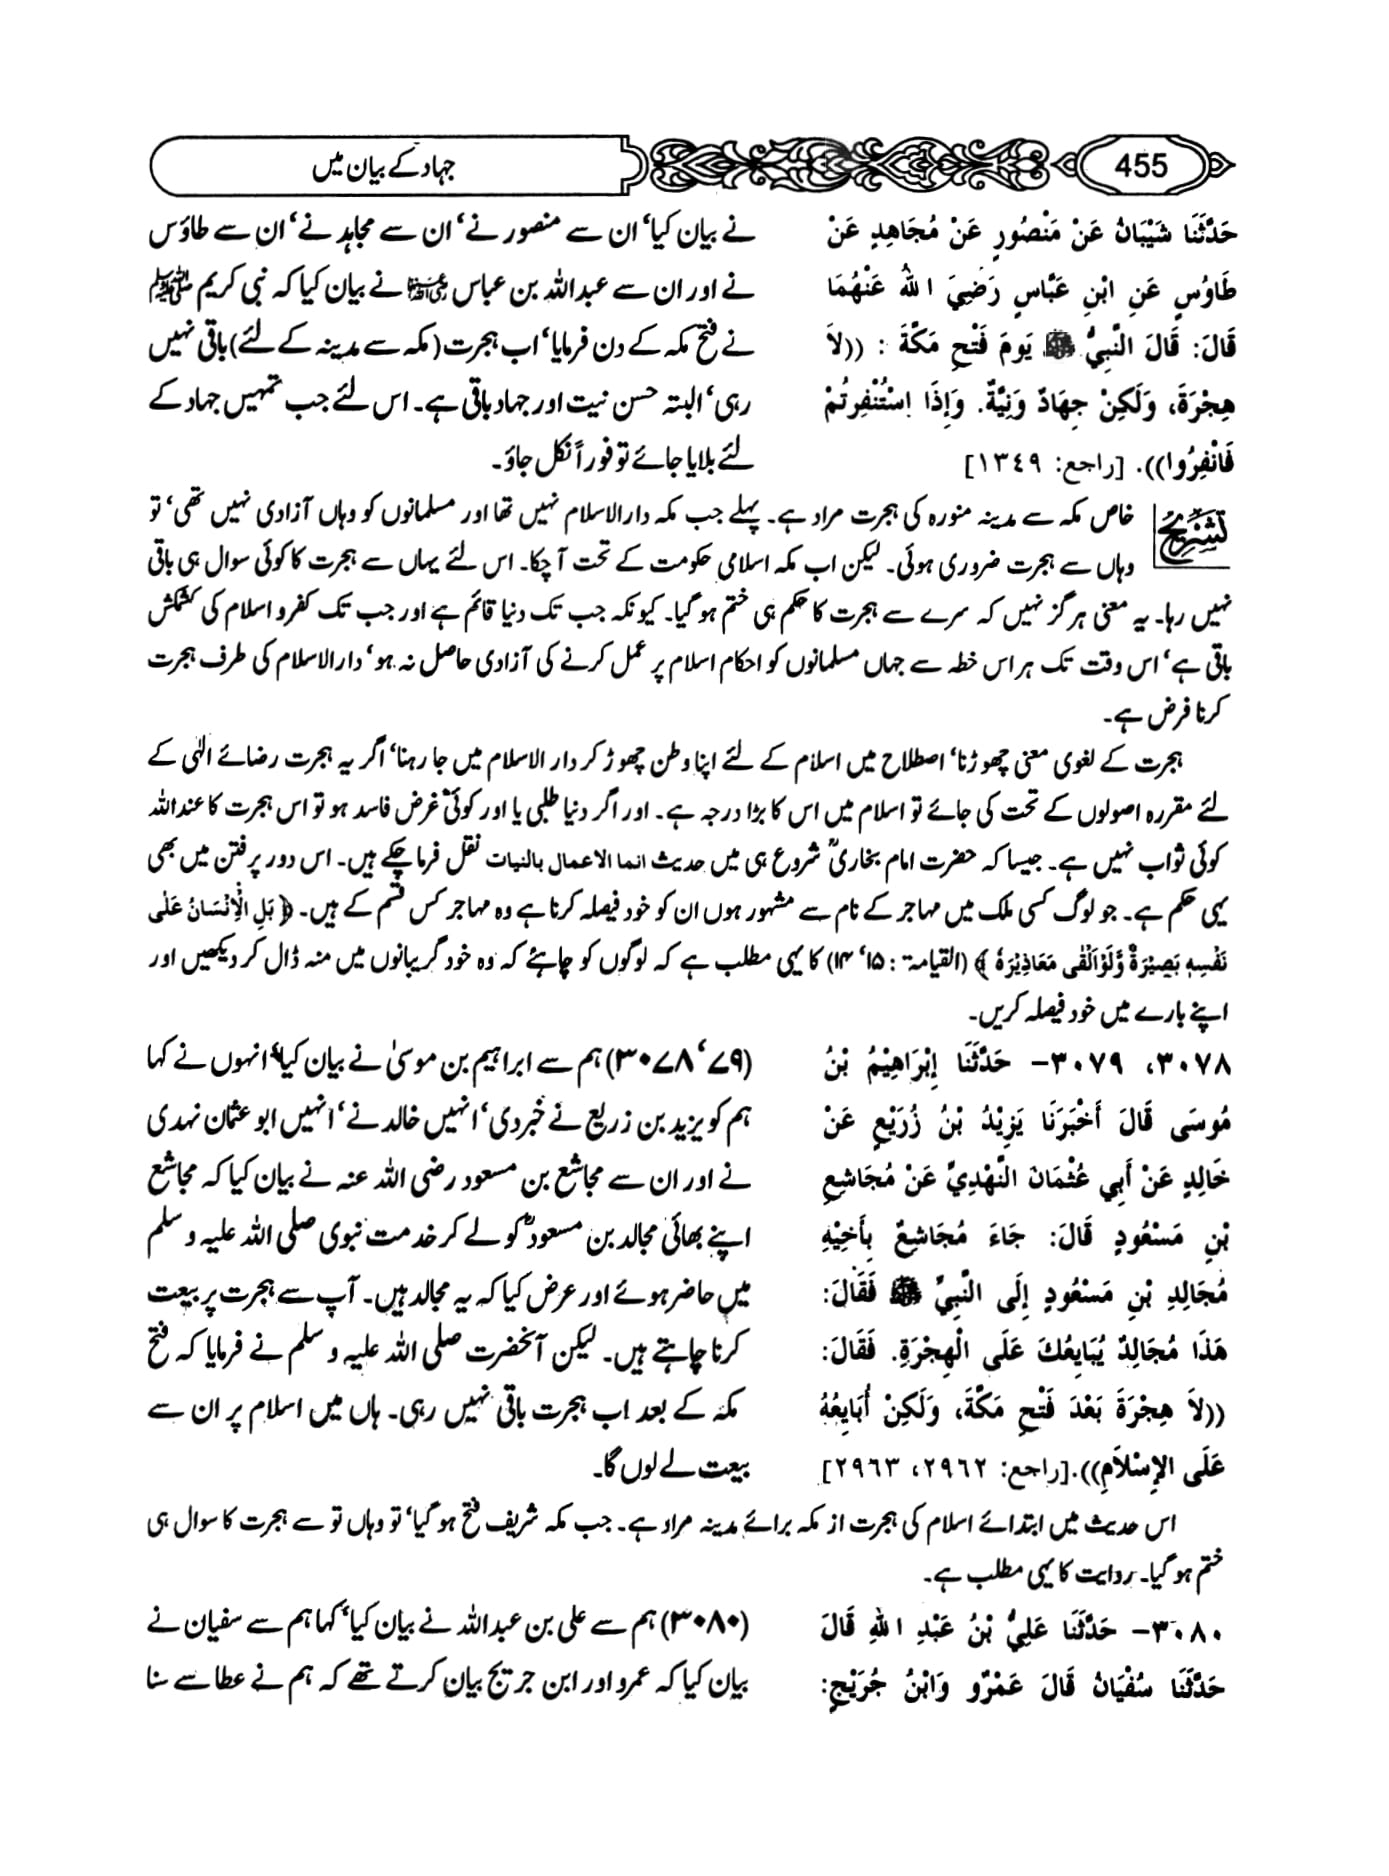 455
جہاد کے بیان میں
حَدَّثَنَا شَيْبَانُ عَنْ مَنْصُورٍ عَنْ مُجَاهِدٍ عَنْ
طَاوُسٍ عَنِ ابْنِ عَبَّاسٍ رَضِيَ اللهُ عَنْهُمَا
قَالَ: قَالَ النَّبِيُّ ﷺ يَومَ فَتْحِ مَكَّةَ : ((لاَ
هِجْرَةَ، وَلَكِنْ جِهَادٌ وَنِيَّةٌ. وَإِذَا اسْتُنْفِرتُمْ
فَانْفِرُوا)). [راجع: ١٣٤٩]
نے بیان کیا‘ ان سے منصور نے‘ ان سے مجاہد نے‘ ان سے طاؤس
نے اور ان سے عبداللہ بن عباس رضی اللہ عنہما نے بیان کیا کہ نبی کریم ﷺ
نے فتح مکہ کے دن فرمایا‘ اب ہجرت (مکہ سے مدینہ کے لئے) باقی نہیں
رہی‘ البتہ حسن نیت اور جہاد باقی ہے۔ اس لئے جب تمہیں جہاد کے
لئے بلایا جائے تو فوراً نکل جاؤ۔
تشریح
خاص مکہ سے مدینہ منورہ کی ہجرت مراد ہے۔ پہلے جب مکہ دارالاسلام نہیں تھا اور مسلمانوں کو وہاں آزادی نہیں تھی‘ تو
وہاں سے ہجرت ضروری ہوئی۔ لیکن اب مکہ اسلامی حکومت کے تحت آ چکا۔ اس لئے یہاں سے ہجرت کا کوئی سوال ہی باقی
نہیں رہا۔ یہ معنی ہرگز نہیں کہ سرے سے ہجرت کا حکم ہی ختم ہو گیا۔ کیونکہ جب تک دنیا قائم ہے اور جب تک کفر و اسلام کی کشمکش
باقی ہے‘ اس وقت تک ہر اس خطہ سے جہاں مسلمانوں کو احکام اسلام پر عمل کرنے کی آزادی حاصل نہ ہو‘ دارالاسلام کی طرف ہجرت
کرنا فرض ہے۔
ہجرت کے لغوی معنی چھوڑنا‘ اصطلاح میں اسلام کے لئے اپنا وطن چھوڑ کر دار الاسلام میں جا رہنا‘ اگر یہ ہجرت رضائے الٰہی کے
لئے مقررہ اصولوں کے تحت کی جائے تو اسلام میں اس کا بڑا درجہ ہے۔ اور اگر دنیا طلبی یا اور کوئی غرض فاسد ہو تو اس ہجرت کا عنداللہ
کوئی ثواب نہیں ہے۔ جیسا کہ حضرت امام بخاریؒ شروع ہی میں حدیث انما الاعمال بالنیات نقل فرما چکے ہیں۔ اس دور پرفتن میں بھی
یہی حکم ہے۔ جو لوگ کسی ملک میں مہاجر کے نام سے مشہور ہوں ان کو خود فیصلہ کرنا ہے وہ مہاجر کس قسم کے ہیں۔ ﴿ بَلِ الْاِنْسَانُ عَلٰی
نَفْسِهٖ بَصِیْرَةٌ وَّلَوْ اَلْقٰی مَعَاذِیْرَهٗ ﴾ (القیامۃ : ۱۵‘ ۱۴) کا یہی مطلب ہے کہ لوگوں کو چاہئے کہ وہ خود گریبانوں میں منہ ڈال کر دیکھیں اور
اپنے بارے میں خود فیصلہ کریں۔
٣٠٧٨، ٣٠٧٩– حَدَّثَنَا إِبْرَاهِيْمُ بْنُ
مُوسَى قَالَ أَخْبَرَنَا يَزِيْدُ بْنُ زُرَيْعٍ عَنْ
خَالِدٍ عَنْ أَبِي عُثْمَانَ النَّهْدِيِّ عَنْ مُجَاشِعِ
بْنِ مَسْعُودٍ قَالَ: جَاءَ مُجَاشِعٌ بِأَخِيْهِ
مُجَالِدِ بْنِ مَسْعُودٍ إِلَى النَّبِيِّ ﷺ فَقَالَ:
هَذَا مُجَالِدٌ يُبَايِعُكَ عَلَى الْهِجْرَةِ. فَقَالَ:
((لاَ هِجْرَةَ بَعْدَ فَتْحِ مَكَّةَ، وَلَكِنْ أُبَايِعُهُ
عَلَى الإِسْلاَمِ)).[راجع: ٢٩٦٢، ٢٩٦٣]
(۷۹‘ ۳۰۷۸) ہم سے ابراہیم بن موسیٰ نے بیان کیا‘ انہوں نے کہا
ہم کو یزید بن زریع نے خبر دی‘ انہیں خالد نے‘ انہیں ابو عثمان نہدی
نے اور ان سے مجاشع بن مسعود رضی اللہ عنہ نے بیان کیا کہ مجاشع
اپنے بھائی مجالد بن مسعودؓ کو لے کر خدمت نبوی صلی اللہ علیہ و سلم
میں حاضر ہوئے اور عرض کیا کہ یہ مجالد ہیں۔ آپ سے ہجرت پر بیعت
کرنا چاہتے ہیں۔ لیکن آنحضرت صلی اللہ علیہ و سلم نے فرمایا کہ فتح
مکہ کے بعد اب ہجرت باقی نہیں رہی۔ ہاں میں اسلام پر ان سے
بیعت لے لوں گا۔
اس حدیث میں ابتدائے اسلام کی ہجرت از مکہ برائے مدینہ مراد ہے۔ جب مکہ شریف فتح ہو گیا‘ تو وہاں تو سے ہجرت کا سوال ہی
ختم ہو گیا۔ روایت کا یہی مطلب ہے۔
٣٠٨٠– حَدَّثَنَا عَلِيُّ بْنُ عَبْدِ اللهِ قَالَ
حَدَّثَنَا سُفْيَانُ قَالَ عَمْرٌو وَابْنُ جُرَيْجٍ:
(۳۰۸۰) ہم سے علی بن عبداللہ نے بیان کیا‘ کہا ہم سے سفیان نے
بیان کیا کہ عمرو اور ابن جریج بیان کرتے تھے کہ ہم نے عطا سے سنا